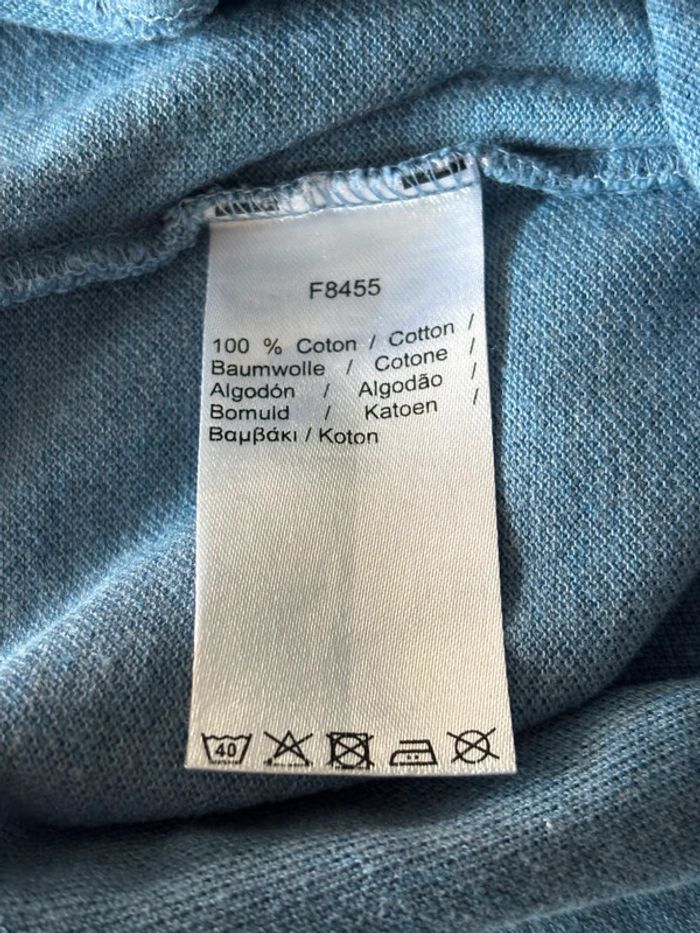 F8455
100 % Coton / Cotton /
Baumwolle / Cotone /
Algodón / Algodão /
Bomuld / Katoen /
Βαμβάκι / Koton
40